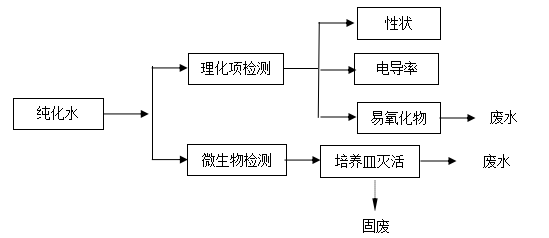 性状
理化项检测
电导率
纯化水
易氧化物
废水
微生物检测
培养皿灭活
废水
固废